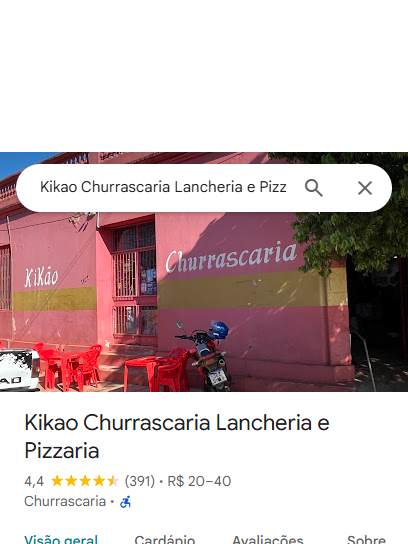 Kikao Churrascaria Lancheria e Pizz
KiKão
Churrascaria
Kikao Churrascaria Lancheria e
Pizzaria
4,4 (391) • R$ 20–40
Churrascaria •
Visão geral Cardápio Avaliações Sobre